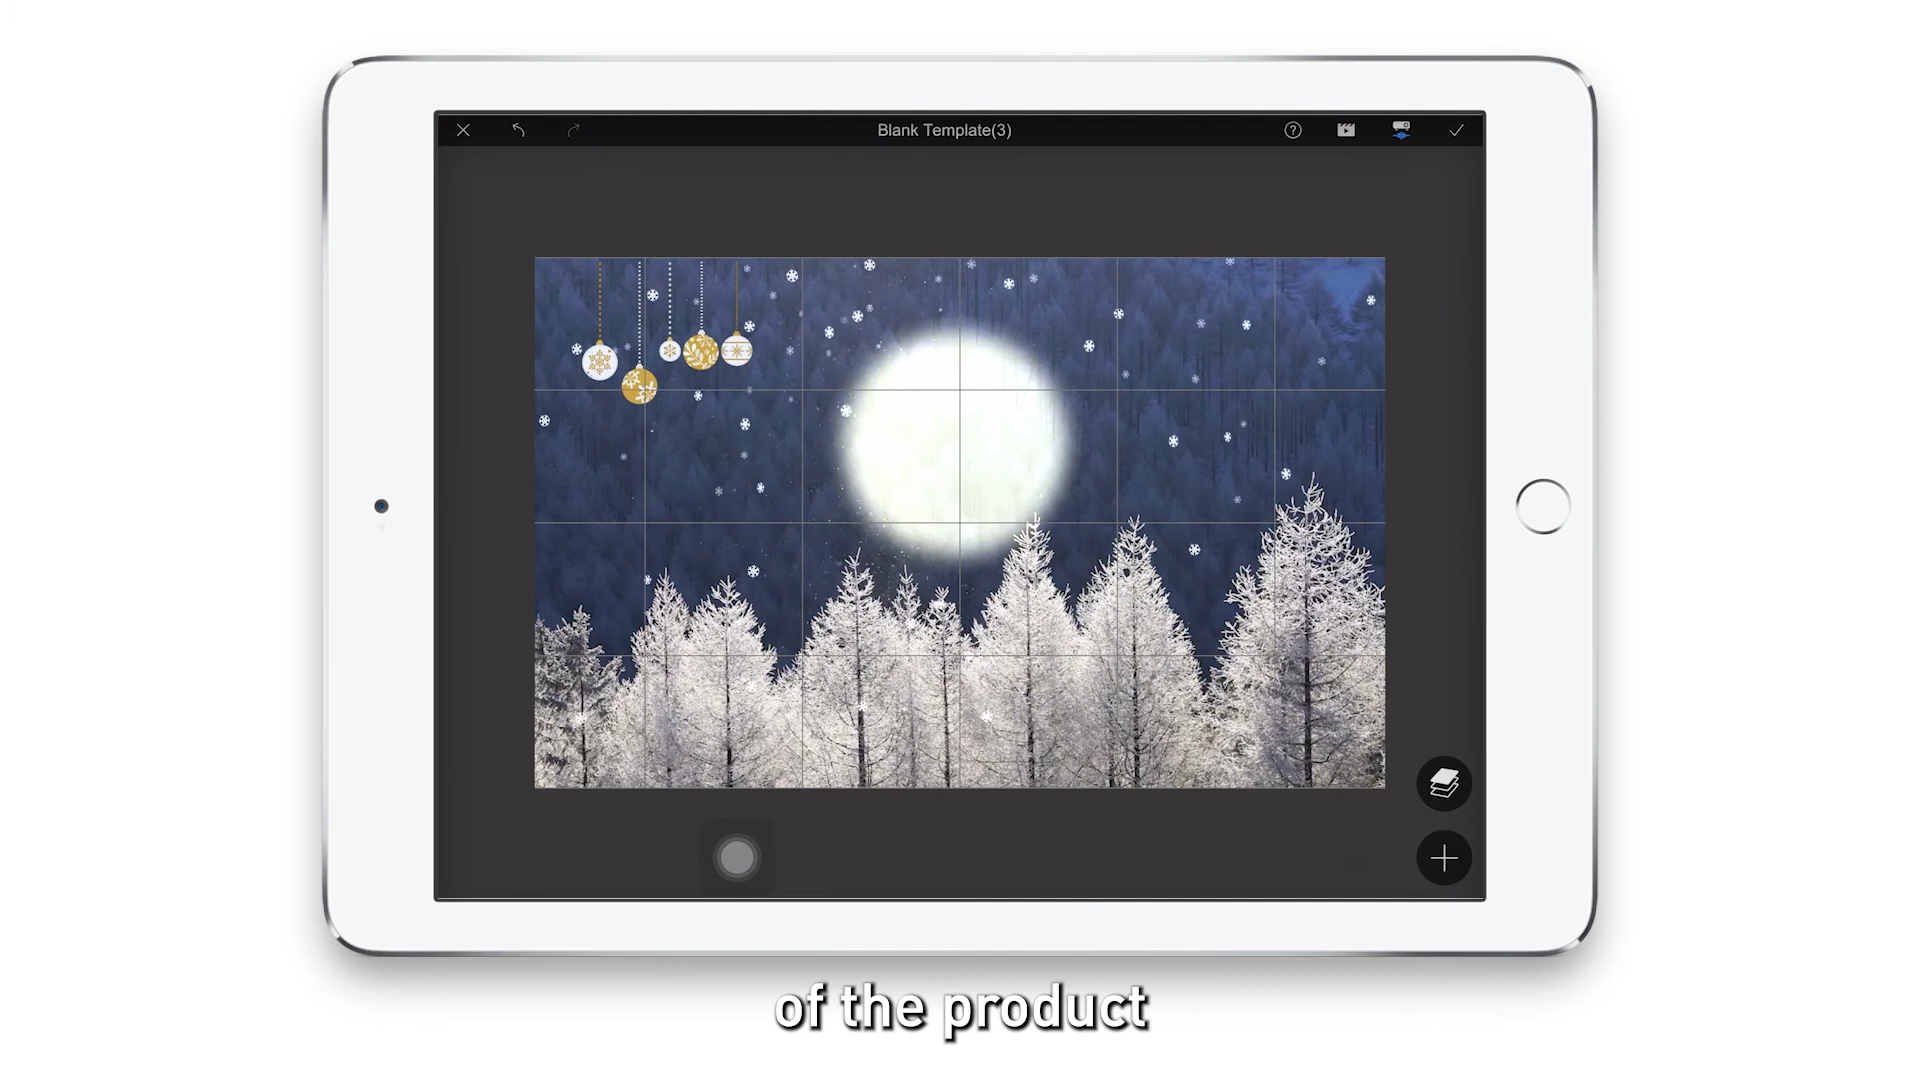 Blank Template(3)
of the product